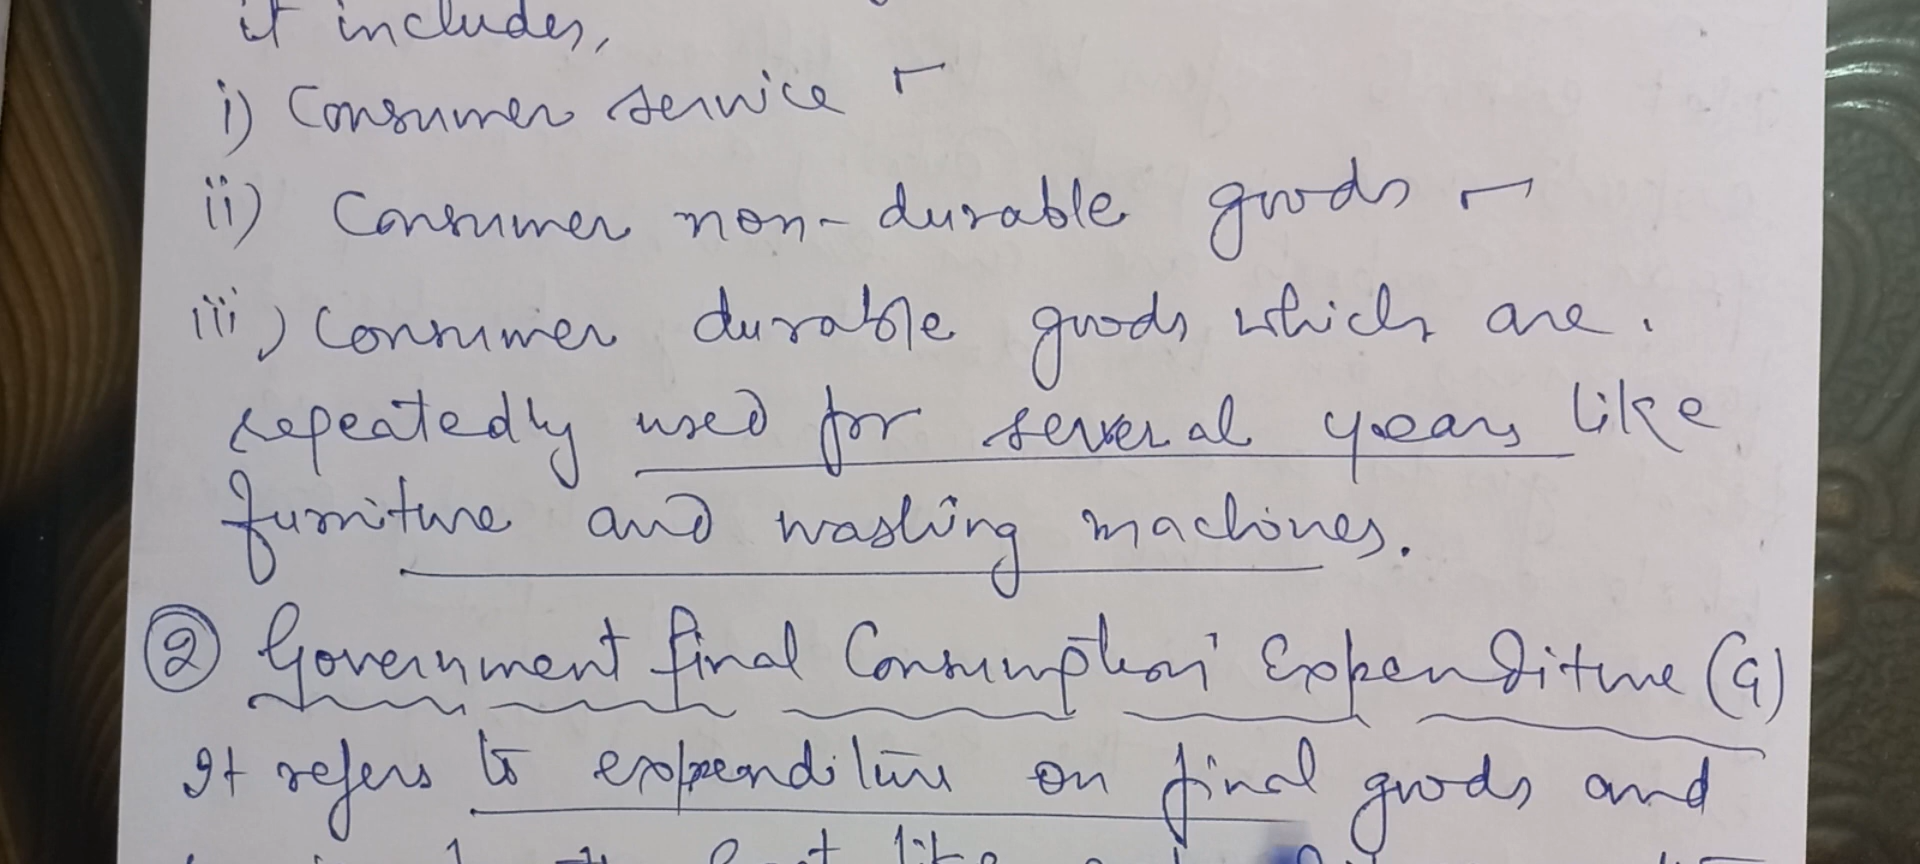 it includes,
i) Consumer service
ii) Consumer non-durable goods
iii) Consumer durable goods which are.
repeatedly used for several years like
furniture and washing machines.
② Government final Consumption Expenditure (G)
It refers to expenditure on final goods and